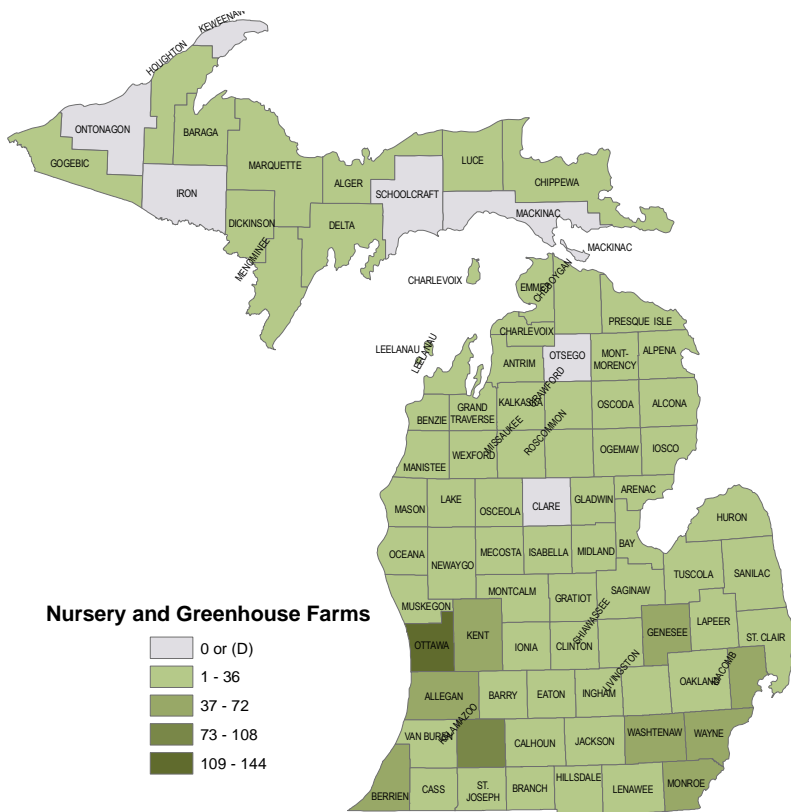 KEWEENAW
HOUGHTON
ONTONAGON
BARAGA
GOGEBIC
MARQUETTE
LUCE
ALGER
CHIPPEWA
IRON
SCHOOLCRAFT
MACKINAC
DICKINSON
DELTA
MENOMINEE
MACKINAC
CHARLEVOIX
EMMET
CHEBOYGAN
PRESQUE ISLE
CHARLEVOIX
LEELANAU
LEELANAU
OTSEGO
ANTRIM
MONT-
MORENCY
ALPENA
CRAWFORD
KALKASKA
GRAND
TRAVERSE
BENZIE
OSCODA
ALCONA
MISSAUKEE
ROSCOMMON
WEXFORD
MANISTEE
OGEMAW
IOSCO
ARENAC
MASON
LAKE
OSCEOLA
CLARE
GLADWIN
HURON
OCEANA
NEWAYGO
MECOSTA
ISABELLA
MIDLAND
BAY
TUSCOLA
SANILAC
MONTCALM
GRATIOT
SAGINAW
MUSKEGON
SHIAWASSEE
GENESEE
LAPEER
ST. CLAIR
OTTAWA
KENT
IONIA
CLINTON
LIVINGSTON
MACOMB
OAKLAND
ALLEGAN
BARRY
EATON
INGHAM
KALAMAZOO
VAN BUREN
CALHOUN
JACKSON
WASHTENAW
WAYNE
BERRIEN
CASS
ST.
JOSEPH
BRANCH
HILLSDALE
LENAWEE
MONROE
Nursery and Greenhouse Farms
0 or (D)
1 - 36
37 - 72
73 - 108
109 - 144